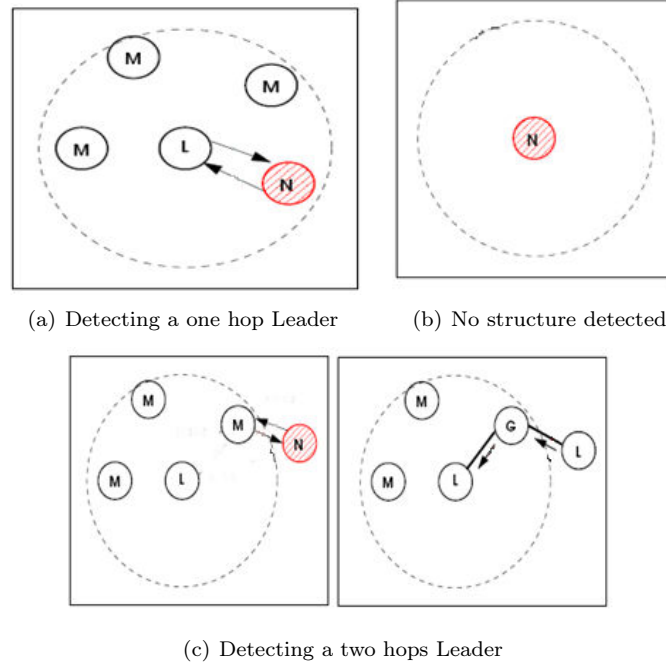 M
M
M
L
N
N
(a) Detecting a one hop Leader
(b) No structure detected
M
M
N
M
L
M
G
L
M
L
(c) Detecting a two hops Leader